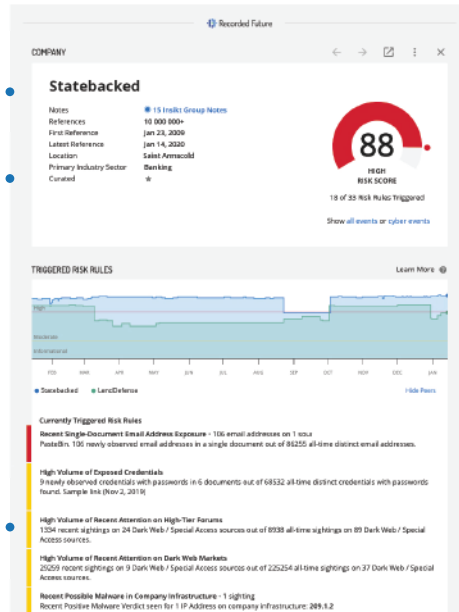 Recorded Future
COMPANY
Statebacked
Notes 15 Insikt Group Notes
References 10 000 000+
First Reference Jan 23, 2009
Latest Reference Jan 14, 2020
Location Saint Annacold
Primary Industry Sector Banking
Curated
88
HIGH
RISK SCORE
18 of 33 Risk Rules Triggered
Show all events or cyber events
TRIGGERED RISK RULES Learn More
High
Moderate
Informational
FEB MAR APR MAY JUN JUL AUG SEP OCT NOV DEC JAN
Statebacked LandDefense Hide Peers
Currently Triggered Risk Rules
Recent Single-Document Email Address Exposure - 106 email addresses on 1 sour
PasteBin. 106 newly observed email addresses in a single document out of 86255 all-time distinct email addresses.
High Volume of Exposed Credentials
9 newly observed credentials with passwords in 6 documents out of 68532 all-time distinct credentials with passwords
found. Sample link (Nov 2, 2019)
High Volume of Recent Attention on High-Tier Forums
1334 recent sightings on 24 Dark Web / Special Access sources out of 8938 all-time sightings on 89 Dark Web / Special
Access sources.
High Volume of Recent Attention on Dark Web Markets
29259 recent sightings on 9 Dark Web / Special Access sources out of 225254 all-time sightings on 37 Dark Web / Special
Access sources.
Recent Possible Malware in Company Infrastructure - 1 sighting
Recent Positive Malware Verdict seen for 1 IP Address on company infrastructure: 209.1.2